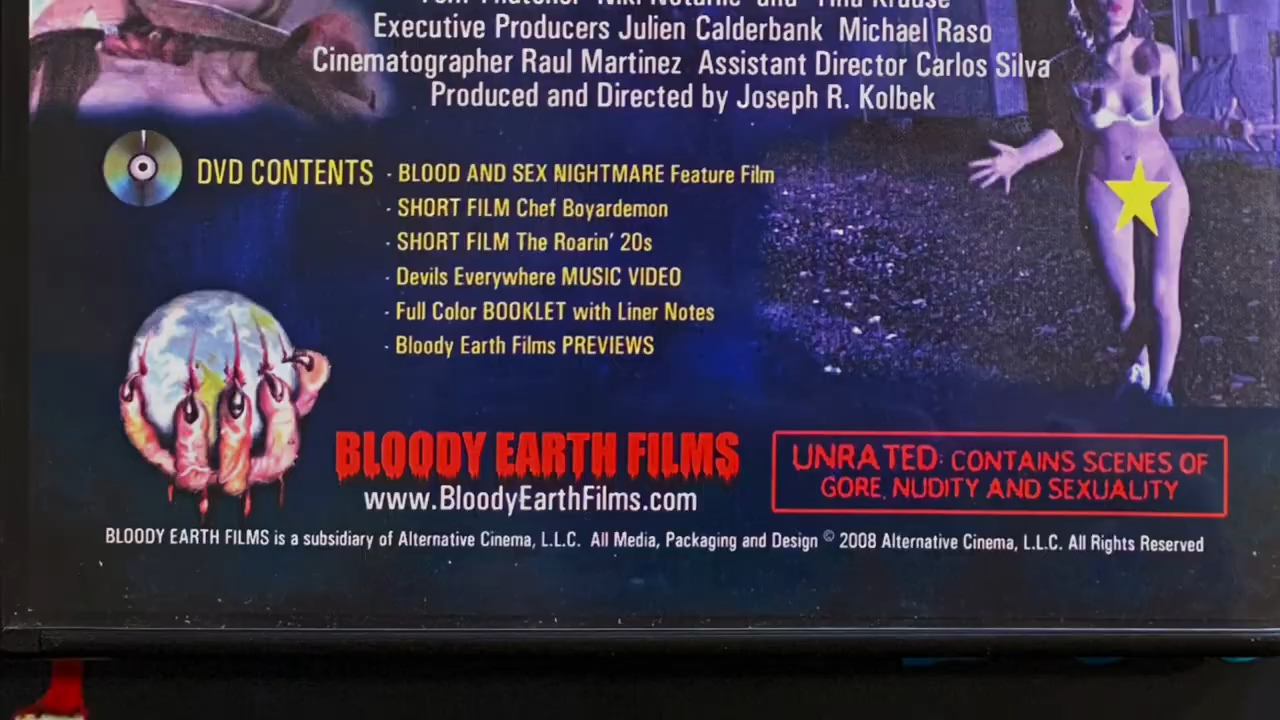 Executive Producers Julien Calderbank Michael Raso
Cinematographer Raul Martinez Assistant Director Carlos Silva
Produced and Directed by Joseph R. Kolbek
DVD CONTENTS
· BLOOD AND SEX NIGHTMARE Feature Film
· SHORT FILM Chef Boyardemon
· SHORT FILM The Roarin' 20s
· Devils Everywhere MUSIC VIDEO
· Full Color BOOKLET with Liner Notes
· Bloody Earth Films PREVIEWS
BLOODY EARTH FILMS
www.BloodyEarthFilms.com
UNRATED: CONTAINS SCENES OF
GORE, NUDITY AND SEXUALITY
BLOODY EARTH FILMS is a subsidiary of Alternative Cinema, L.L.C. All Media, Packaging and Design © 2008 Alternative Cinema, L.L.C. All Rights Reserved